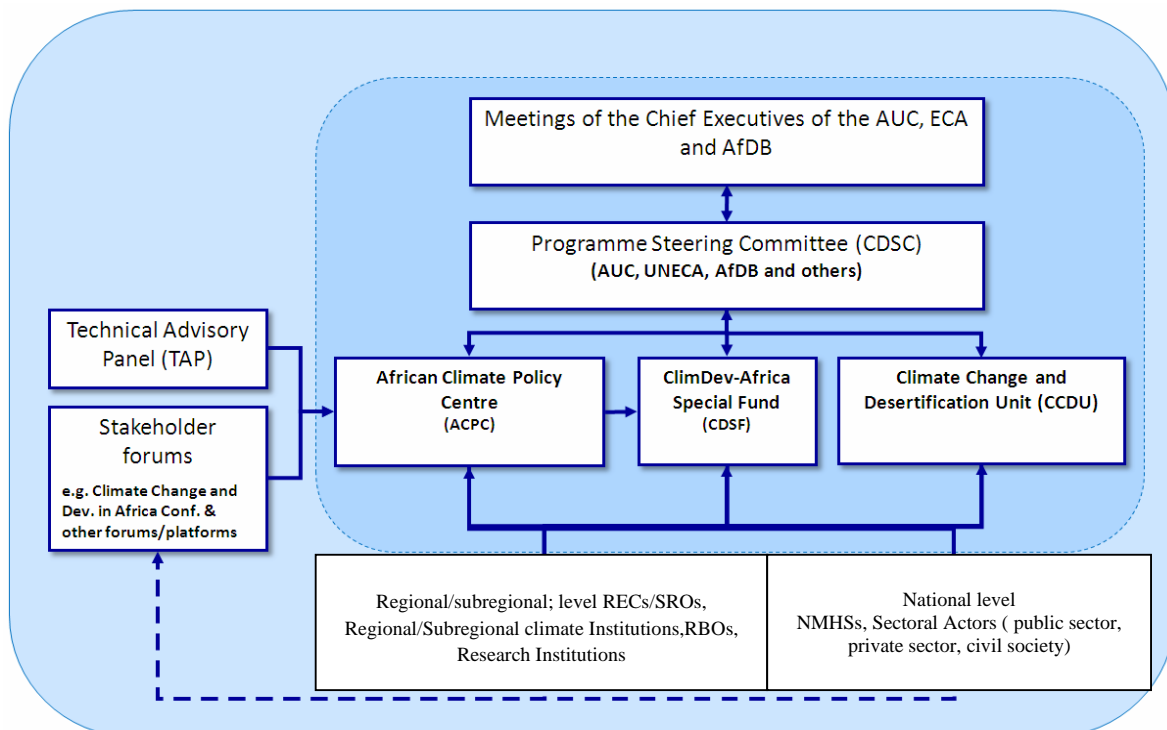 Meetings of the Chief Executives of the AUC, ECA
and AfDB
Programme Steering Committee (CDSC)
(AUC, UNECA, AfDB and others)
Technical Advisory
Panel (TAP)
Stakeholder
forums
e.g. Climate Change and
Dev. in Africa Conf. &
other forums/platforms
African Climate Policy
Centre
(ACPC)
ClimDev-Africa
Special Fund
(CDSF)
Climate Change and
Desertification Unit (CCDU)
Regional/subregional; level RECs/SROs,
Regional/Subregional climate Institutions,RBOs,
Research Institutions
National level
NMHSs, Sectoral Actors ( public sector,
private sector, civil society)